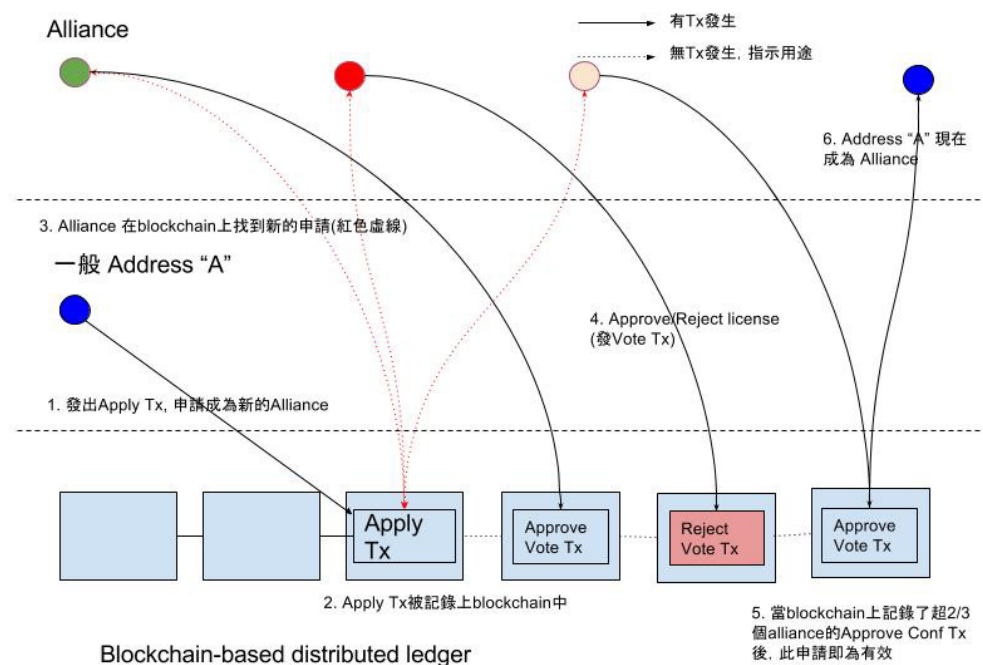 Alliance
有Tx發生
無Tx發生, 指示用途
6. Address “A” 現在
成為 Alliance
3. Alliance 在blockchain上找到新的申請(紅色虛線)
一般 Address “A”
4. Approve/Reject license
(發Vote Tx)
1. 發出Apply Tx, 申請成為新的Alliance
Apply
Tx
Approve
Vote Tx
Reject
Vote Tx
Approve
Vote Tx
2. Apply Tx被記錄上blockchain中
5. 當blockchain上記錄了超2/3
個alliance的Approve Conf Tx
後, 此申請即為有效
Blockchain-based distributed ledger